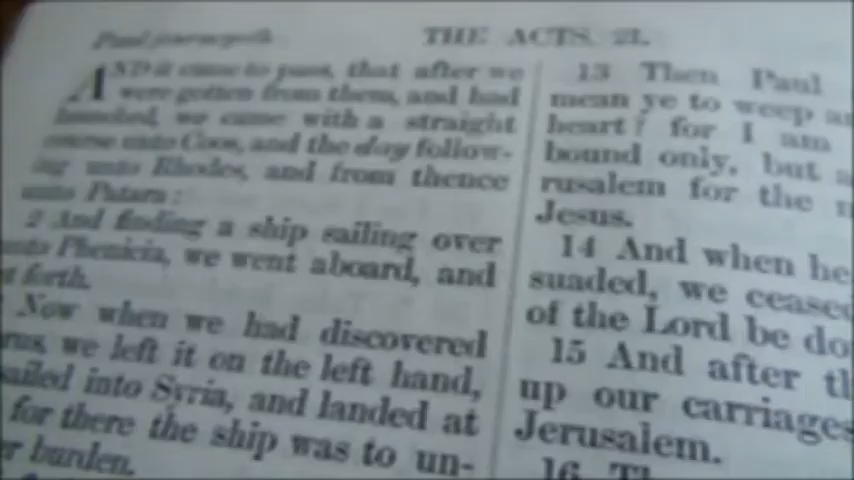 Paul journeyeth
THE ACTS, 21.
AND it came to pass, that after we
were gotten from them, and had
launched, we came with a straight
course unto Coos, and the day follow-
ing unto Rhodes, and from thence
unto Patara:
2 And finding a ship sailing over
unto Phenicia, we went aboard, and
forth.
Now when we had discovered
we left it on the left hand,
sailed into Syria, and landed at
for there the ship was to un-
burden.
13 Then Paul
mean ye to weep
heart? for I am
bound only, but
rusalem for the
Jesus.
14 And when he
suaded, we ceased
of the Lord be do
15 And after
up our carriages
Jerusalem.
16